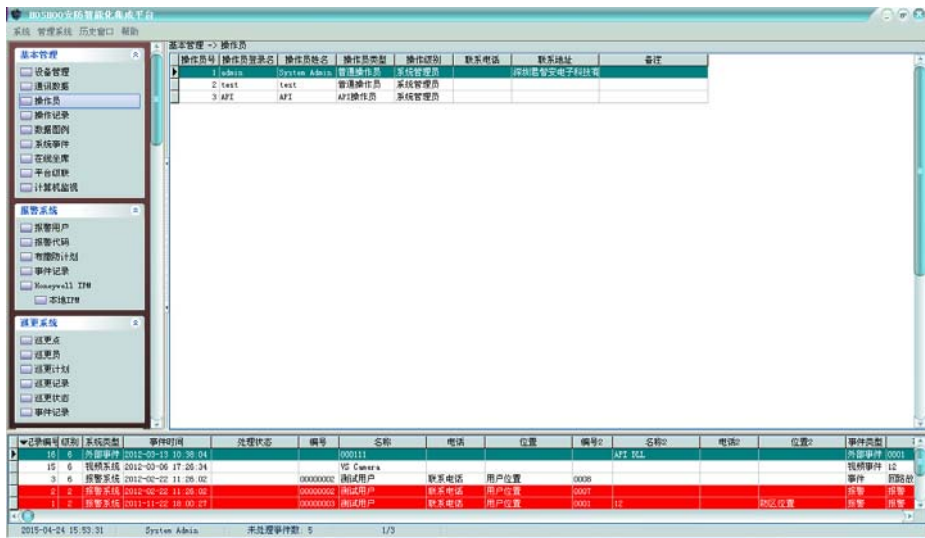 HOSHOO安防智能化集成平台
系统 管理系统 历史窗口 帮助
基本管理
设备管理
通讯数据
操作员
操作记录
数据图例
系统事件
在线坐席
平台级联
计算机监视
报警系统
报警用户
报警代码
布撤防计划
事件记录
Honeywell IPM
本地IPM
巡更系统
巡更点
巡更员
巡更计划
巡更记录
巡更状态
事件记录
基本管理 -> 操作员
操作员号 操作员登录名 操作员姓名 操作员类型 操作级别 联系电话 联系地址 备注
1 admin System Admin 普通操作员 系统管理员
2 test test 普通操作员 系统管理员
3 API API API操作员 系统管理员
记录编号 级别 系统类型 事件时间 处理状态 编号 名称 电话 位置 编号2 名称2 电话2 位置2 事件类型
16 6 外部事件 2012-03-13 10:38:04 000111 API DLL 外部事件 0001
15 6 视频系统 2012-03-06 17:26:34 VS Camera 视频事件 12
3 6 报警系统 2012-02-22 11:26:02 00000002 测试用户 联系电话 用户位置 0008 事件
2 2 报警系统 2012-02-22 11:26:02 00000002 测试用户 联系电话 用户位置 0007 报警 报警
1 2 报警系统 2011-11-22 18:00:27 00000003 测试用户 联系电话 用户位置 0001 12 防区位置 报警 报警
2015-04-24 15:53:31 System Admin 未处理事件数: 5 1/3